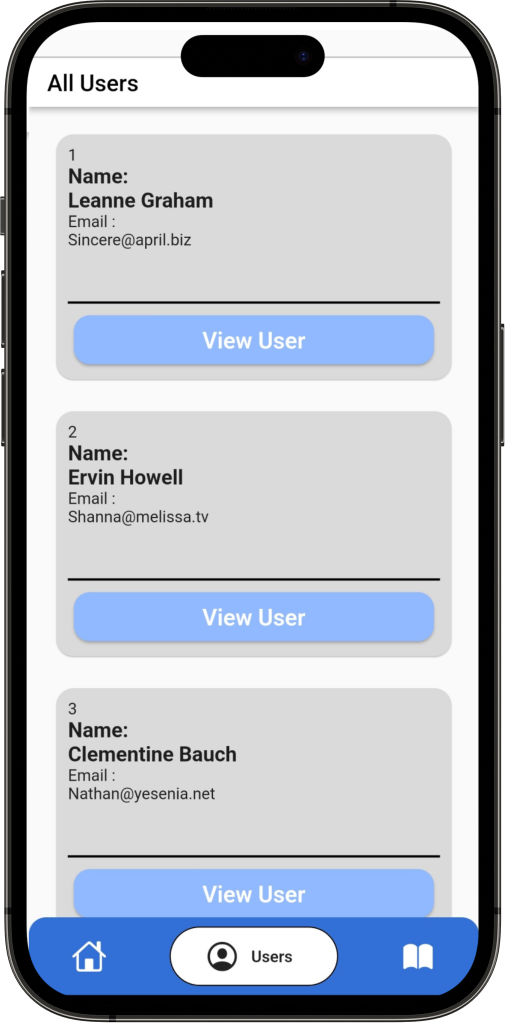 All Users
1
Name:
Leanne Graham
Email :
Sincere@april.biz
View User
2
Name:
Ervin Howell
Email :
Shanna@melissa.tv
View User
3
Name:
Clementine Bauch
Email :
Nathan@yesenia.net
View User
Users